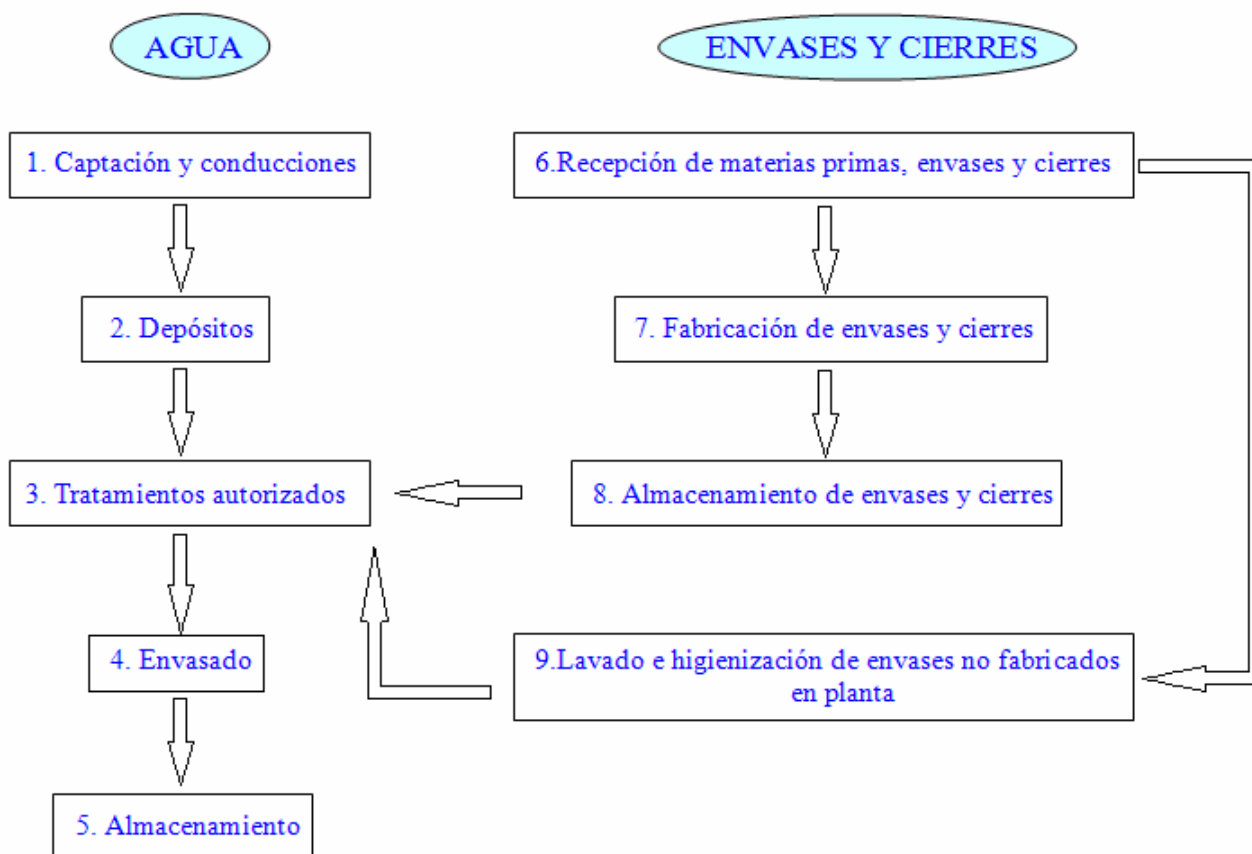 AGUA
ENVASES Y CIERRES
1. Captación y conducciones
2. Depósitos
3. Tratamientos autorizados
4. Envasado
5. Almacenamiento
6.Recepción de materias primas, envases y cierres
7. Fabricación de envases y cierres
8. Almacenamiento de envases y cierres
9.Lavado e higienización de envases no fabricados
en planta